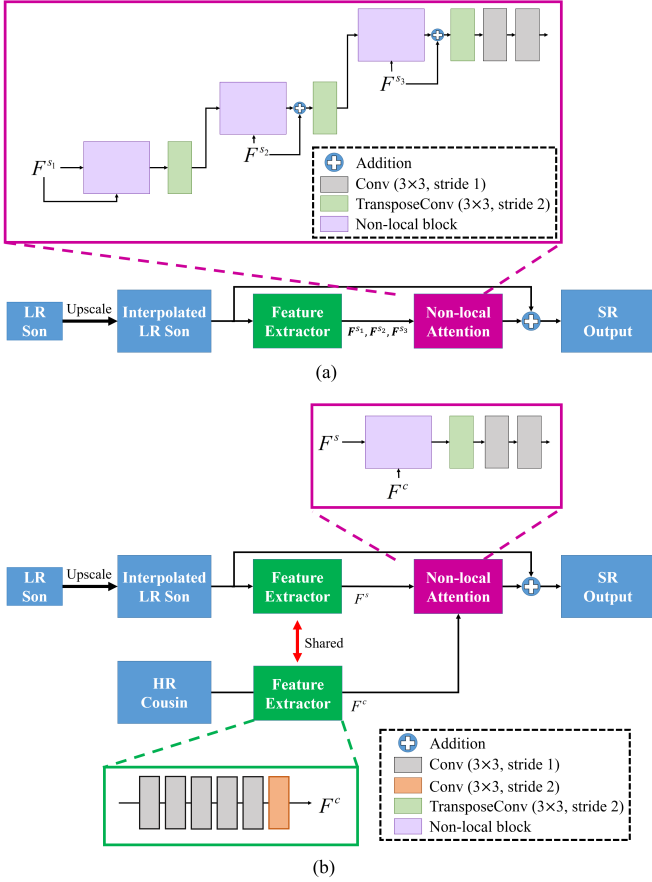 F^{s_3}
F^{s_2}
F^{s_1}
Addition
Conv (3×3, stride 1)
TransposeConv (3×3, stride 2)
Non-local block
LR
Son
Upscale
Interpolated
LR Son
Feature
Extractor
F^{s_1}, F^{s_2}, F^{s_3}
Non-local
Attention
SR
Output
(a)
F^s
F^c
LR
Son
Upscale
Interpolated
LR Son
Feature
Extractor
F^s
Non-local
Attention
SR
Output
Shared
HR
Cousin
Feature
Extractor
F^c
F^c
Addition
Conv (3×3, stride 1)
Conv (3×3, stride 2)
TransposeConv (3×3, stride 2)
Non-local block
(b)